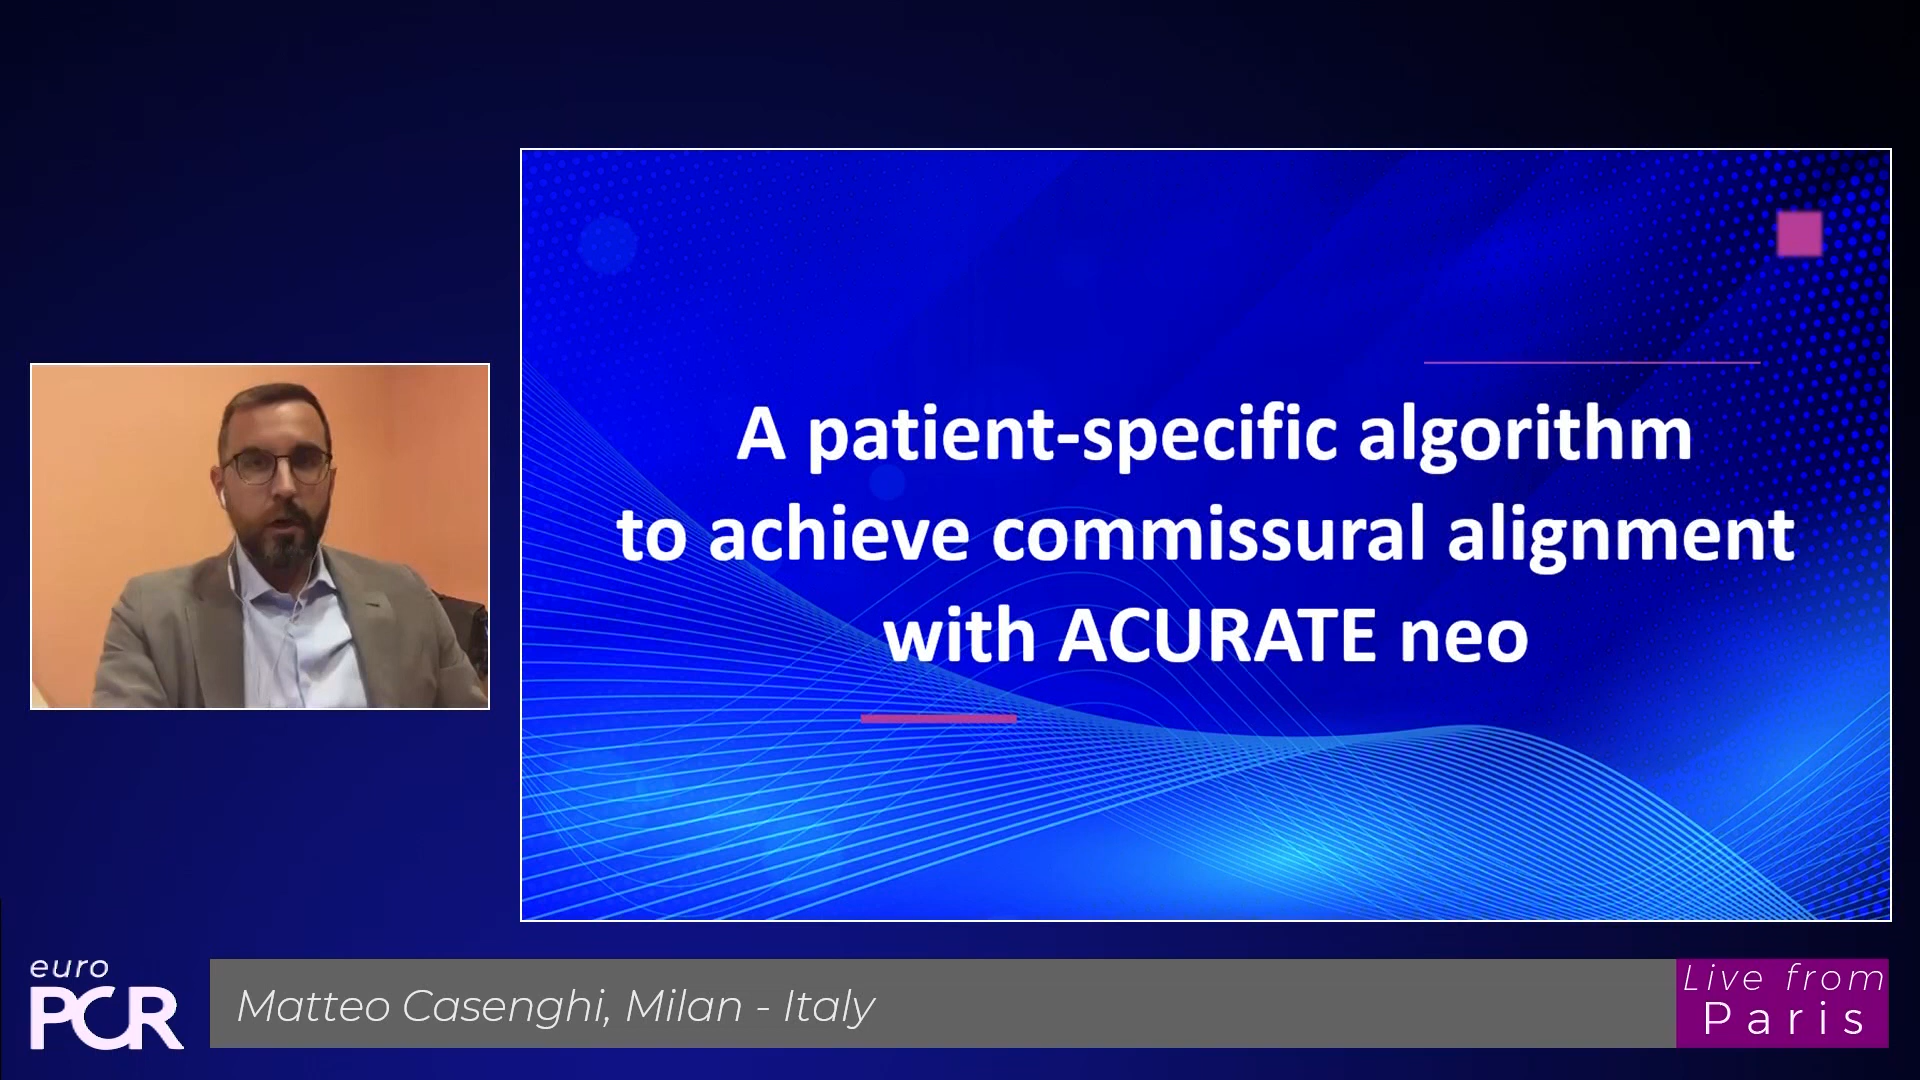 A patient-specific algorithm
to achieve commissural alignment
with ACURATE neo
euro
PCR
Matteo Casenghi, Milan - Italy
Live from
Paris